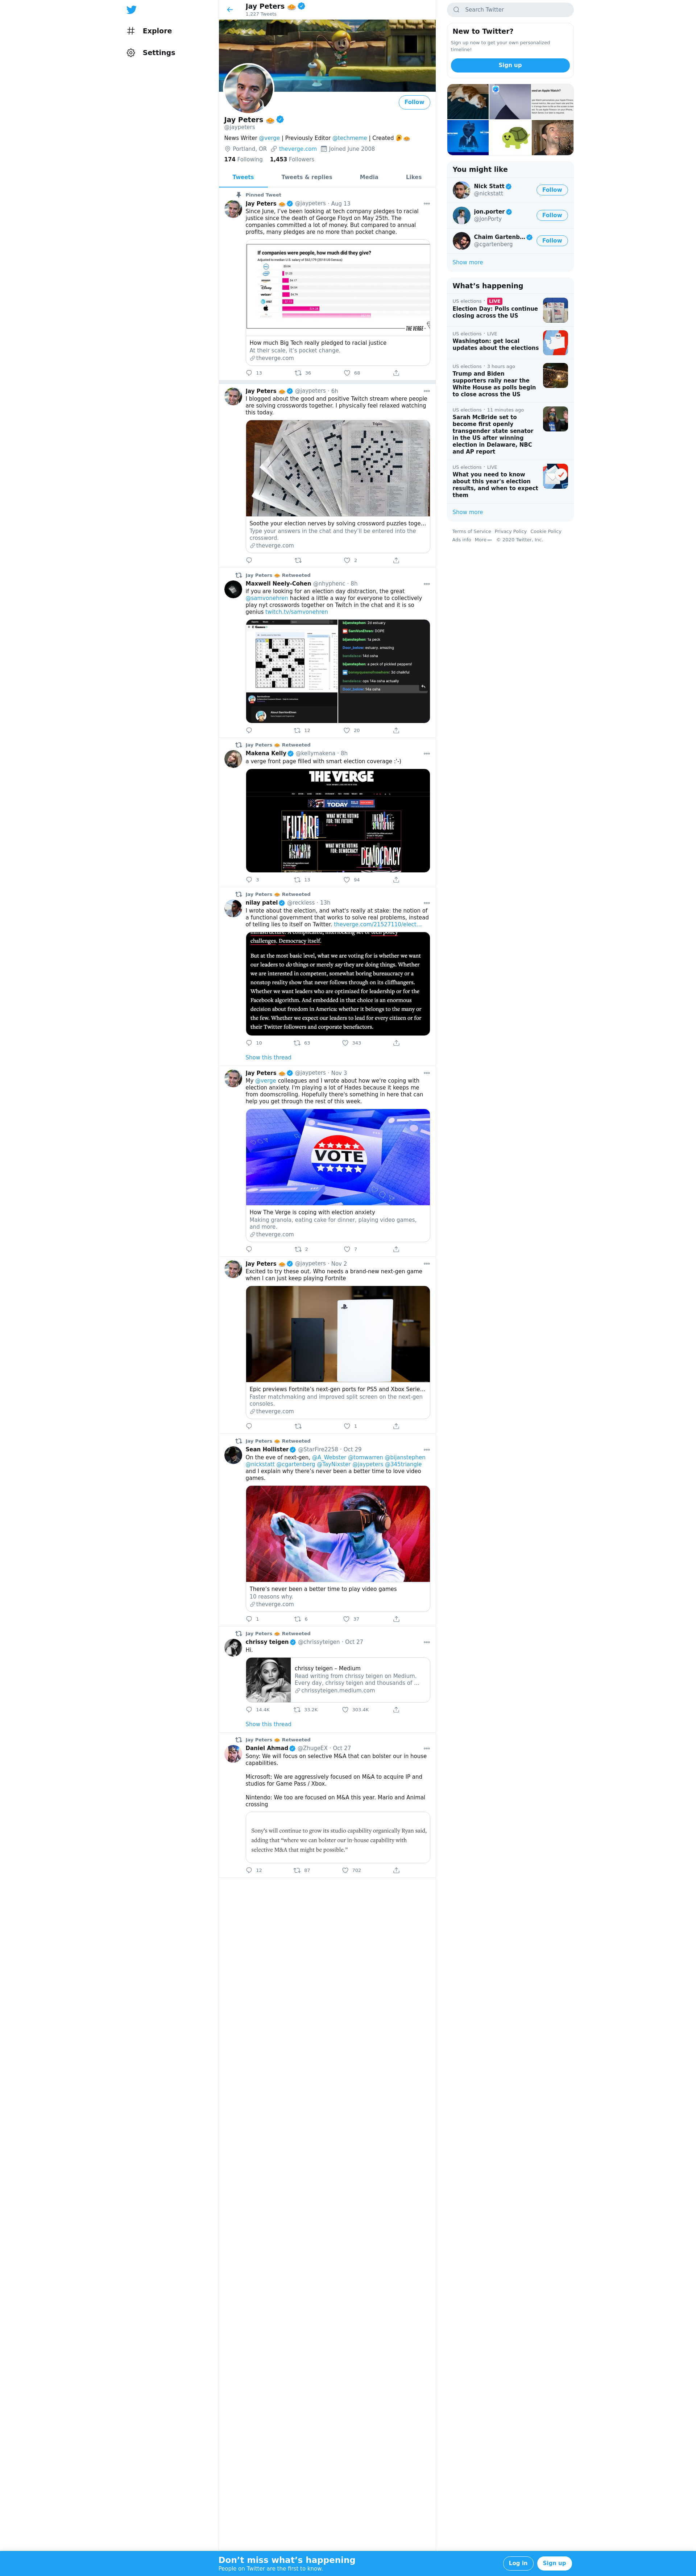 Explore
Settings
Jay Peters
1,227 Tweets
Follow
Jay Peters
@jaypeters
News Writer @verge | Previously Editor @techmeme | Created
Portland, OR theverge.com Joined June 2008
174 Following 1,453 Followers
Tweets Tweets & replies Media Likes
Pinned Tweet
Jay Peters @jaypeters · Aug 13
Since June, I've been looking at tech company pledges to racial
justice since the death of George Floyd on May 25th. The
companies committed a lot of money. But compared to annual
profits, many pledges are no more than pocket change.
If companies were people, how much did they give?
THE VERGE
How much Big Tech really pledged to racial justice
At their scale, it's pocket change.
theverge.com
13 36 68
Jay Peters @jaypeters · 6h
I blogged about the good and positive Twitch stream where people
are solving crosswords together. I physically feel relaxed watching
this today.
Soothe your election nerves by solving crossword puzzles toge...
Type your answers in the chat and they'll be entered into the
crossword.
theverge.com
2
Jay Peters Retweeted
Maxwell Neely-Cohen @nhyphenc · 8h
If you are looking for an election day distraction, the great
@samvonehren hacked a little a way for everyone to collectively
play nyt crosswords together on Twitch in the chat and it is so
genius twitch.tv/samvonehren
12 20
Jay Peters Retweeted
Makena Kelly @kellymakena · 8h
a verge front page filled with smart election coverage :'-)
THE VERGE
TODAY
FUTURE
WHAT WE'RE VOTING FOR:
WHAT WE'RE VOTING FOR: DEMOCRACY
DEMOCRACY
3 13 94
Jay Peters Retweeted
nilay patel @reckless · 13h
I wrote about the election, and what's really at stake: the notion of
a functional government that works to solve real problems, instead
of telling lies to itself on Twitter. theverge.com/21527110/elect...
challenges. Democracy itself.
But at the most basic level, what we are voting for is whether we want
our leaders to do things or merely say they are doing things. Whether
we are interested in competent, somewhat boring bureaucracy or a
nonstop reality show that never follows through on its cliffhangers.
Whether we want leaders who are optimized for leadership or for the
Facebook algorithm. And embedded in that choice is an enormous
decision about freedom in America: whether it belongs to the many or
the few. Whether we expect our leaders to lead for every citizen or for
their Twitter followers and corporate benefactors.
10 63 343
Show this thread
Jay Peters @jaypeters · Nov 3
My @verge colleagues and I wrote about how we're coping with
election anxiety. I'm playing a lot of Hades because it keeps me
from doomscrolling. Hopefully there's something in here that can
help you get through the rest of this week.
VOTE
How The Verge is coping with election anxiety
Making granola, eating cake for dinner, playing video games,
and more.
theverge.com
2 7
Jay Peters @jaypeters · Nov 2
Excited to try these out. Who needs a brand-new next-gen game
when I can just keep playing Fortnite
Epic previews Fortnite's next-gen ports for PS5 and Xbox Serie...
Faster matchmaking and improved split screen on the next-gen
consoles.
theverge.com
1
Jay Peters Retweeted
Sean Hollister @StarFire2258 · Oct 29
On the eve of next-gen, @A_Webster @tomwarren @bijanstephen
@nickstatt @cgartenberg @TayNixster @jaypeters @345triangle
and I explain why there's never been a better time to love video
games.
There's never been a better time to play video games
10 reasons why.
theverge.com
1 6 37
Jay Peters Retweeted
chrissy teigen @chrissyteigen · Oct 27
Hi.
chrissy teigen – Medium
Read writing from chrissy teigen on Medium.
Every day, chrissy teigen and thousands of ...
chrissyteigen.medium.com
14.4K 33.2K 303.4K
Show this thread
Jay Peters Retweeted
Daniel Ahmad @ZhugeEX · Oct 27
Sony: We will focus on selective M&A that can bolster our in house
capabilities.
Microsoft: We are aggressively focused on M&A to acquire IP and
studios for Game Pass / Xbox.
Nintendo: We too are focused on M&A this year. Mario and Animal
crossing
Sony's will continue to grow its studio capability organically Ryan said,
adding that "where we can bolster our in-house capability with
selective M&A that might be possible."
12 87 702
Search Twitter
New to Twitter?
Sign up now to get your own personalized
timeline!
Sign up
You might like
Nick Statt
@nickstatt
Follow
jon.porter
@JonPorty
Follow
Chaim Gartenb...
@cgartenberg
Follow
Show more
What's happening
US elections · LIVE
Election Day: Polls continue
closing across the US
US elections · LIVE
Washington: get local
updates about the elections
US elections · 3 hours ago
Trump and Biden
supporters rally near the
White House as polls begin
to close across the US
US elections · 11 minutes ago
Sarah McBride set to
become first openly
transgender state senator
in the US after winning
election in Delaware, NBC
and AP report
US elections · LIVE
What you need to know
about this year's election
results, and when to expect
them
Show more
Terms of Service Privacy Policy Cookie Policy
Ads info More © 2020 Twitter, Inc.
Don't miss what's happening
People on Twitter are the first to know.
Log in Sign up